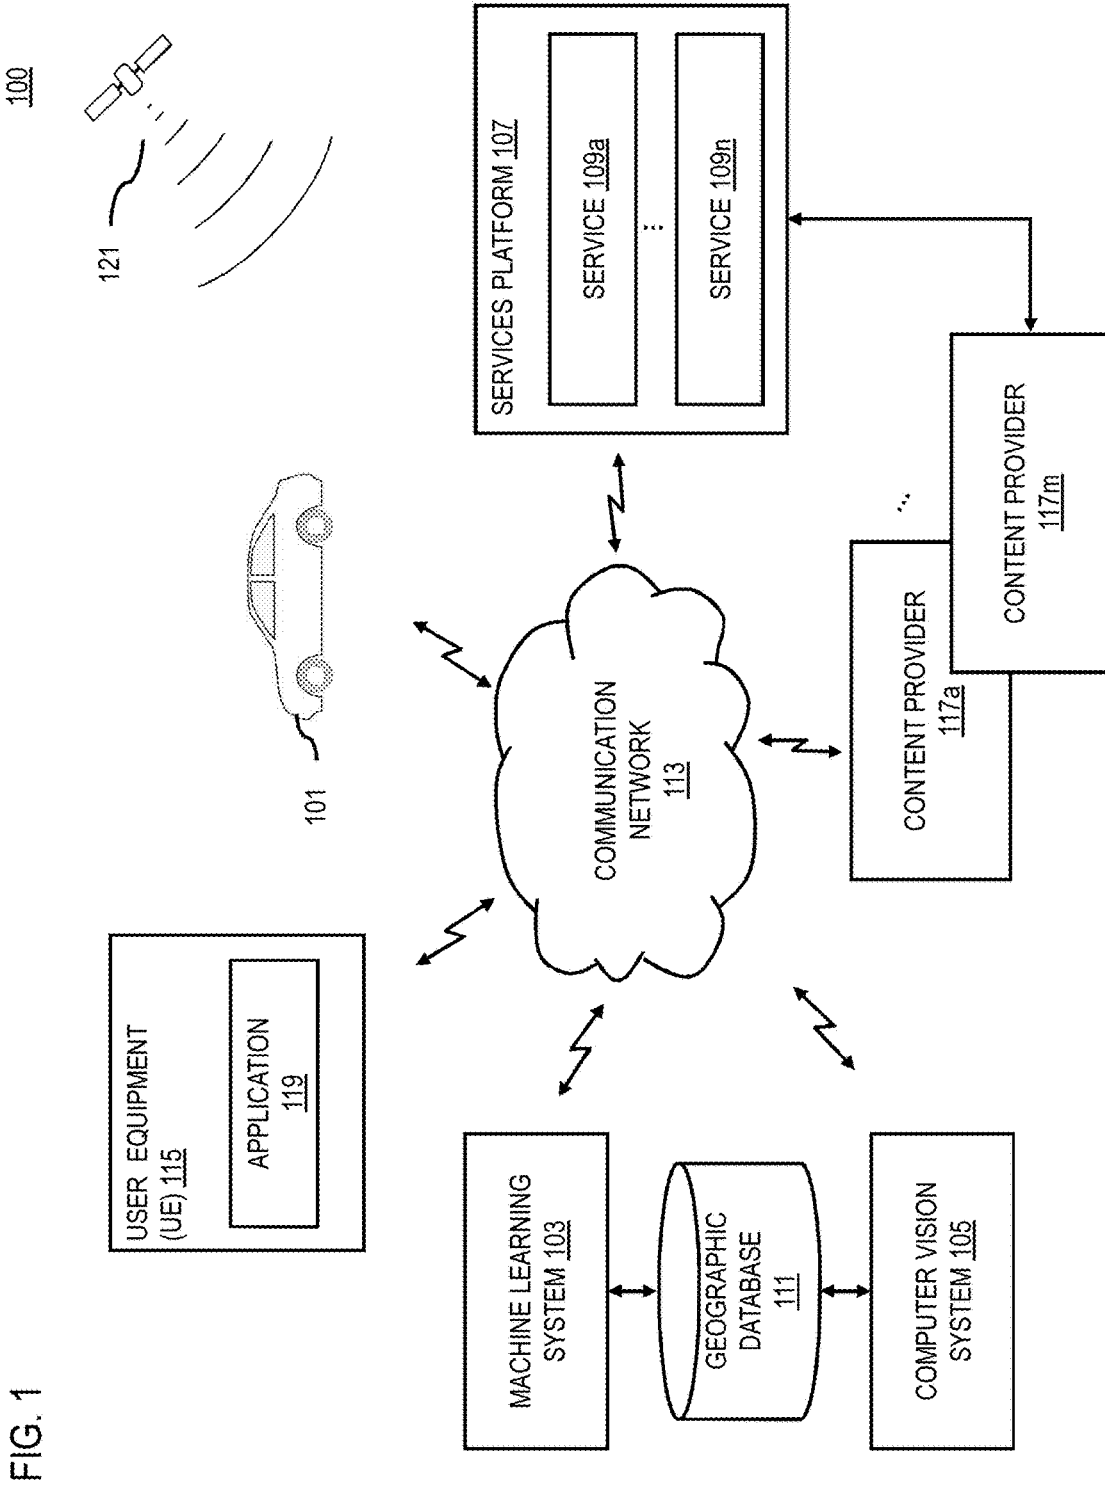 FIG. 1
100
121
101
USER EQUIPMENT
(UE) 115
APPLICATION
119
MACHINE LEARNING
SYSTEM 103
GEOGRAPHIC
DATABASE
111
COMPUTER VISION
SYSTEM 105
COMMUNICATION
NETWORK
113
SERVICES PLATFORM 107
SERVICE 109a
...
SERVICE 109n
CONTENT PROVIDER
117a
...
CONTENT PROVIDER
117m